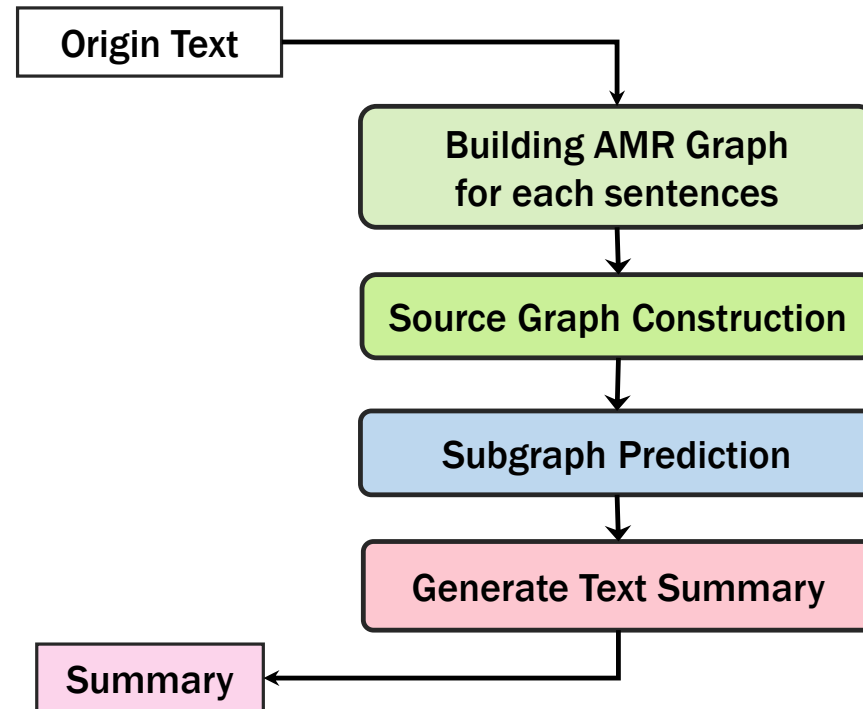 Origin Text
Building AMR Graph
for each sentences
Source Graph Construction
Subgraph Prediction
Generate Text Summary
Summary